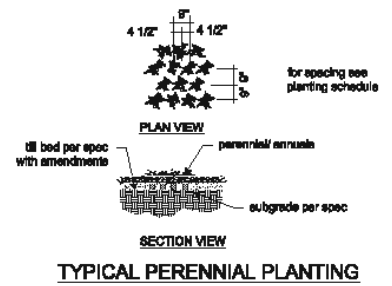 9"
4 1/2" 4 1/2"
for spacing see
planting schedule
PLAN VIEW
till bed per spec
with amendments
perennial/ annuals
subgrade per spec
SECTION VIEW
TYPICAL PERENNIAL PLANTING